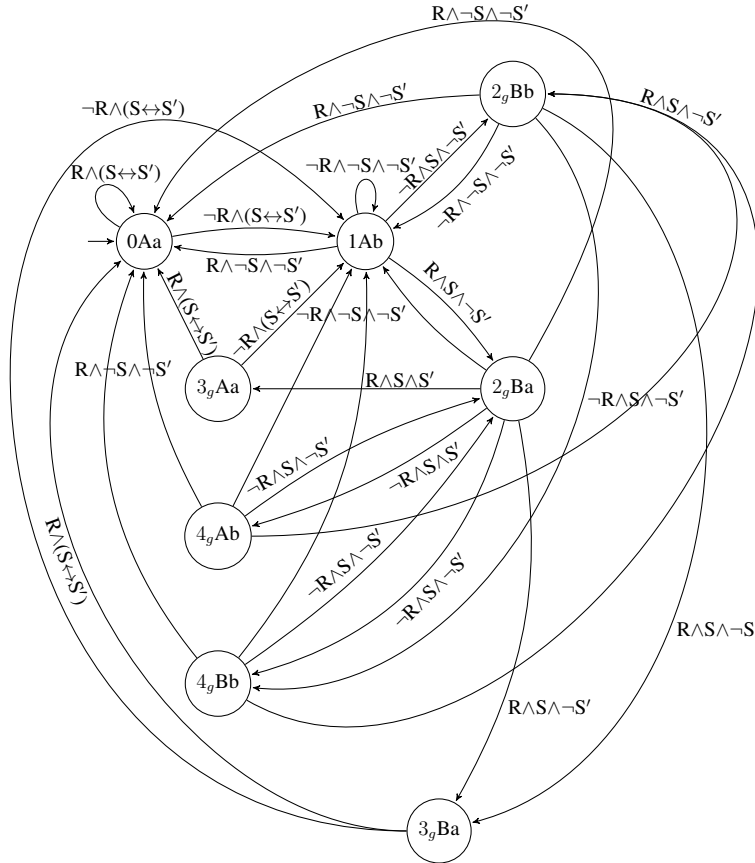 R∧¬S∧¬S′
2gBb
¬R∧(S↔S′)
R∧¬S∧¬S′
R∧S∧¬S′
¬R∧¬S∧¬S′
¬R∧S∧¬S′
R∧(S↔S′)
¬R∧¬S∧¬S′
¬R∧(S↔S′)
0Aa
1Ab
R∧¬S∧¬S′
R∧S∧¬S′
R∧(S↔S′)
¬R∧(S↔S′)
¬R∧¬S∧¬S′
R∧¬S∧¬S′
3gAa
R∧S∧S′
2gBa
¬R∧S∧¬S′
¬R∧S∧¬S′
¬R∧S∧S′
4gAb
R∧(S↔S′)
¬R∧S∧¬S′
¬R∧S∧¬S′
R∧S∧¬S
4gBb
R∧S∧¬S′
3gBa